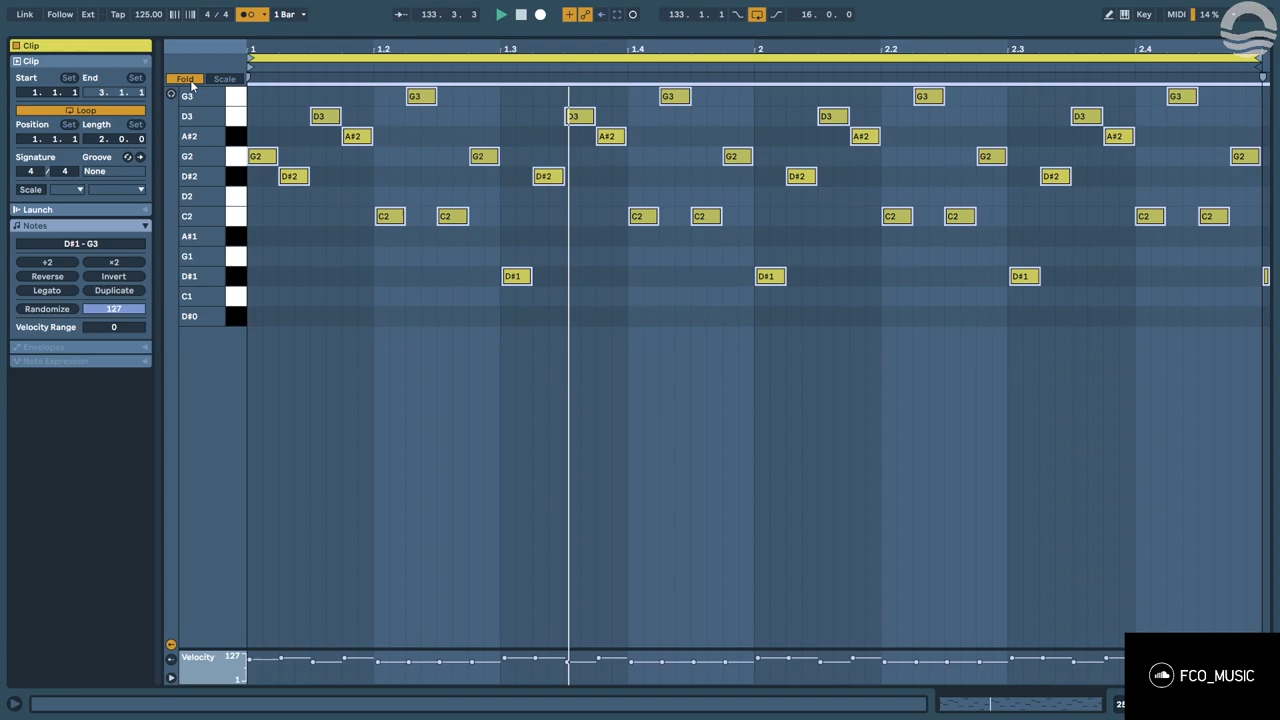 Link Follow Ext Tap 125.00 4 / 4 1 Bar 133. 3. 3 133. 1. 1 16. 0. 0 Key MIDI 14 %
Clip
Clip
Start Set End Set
1. 1. 1 3. 1. 1
Loop
Position Set Length Set
1. 1. 1 2. 0. 0
Signature Groove
4 / 4 None
Scale
Launch
Notes
D#1 - G3
÷2 ×2
Reverse Invert
Legato Duplicate
Randomize 127
Velocity Range 0
Envelopes
Note Expression
1 1.2 1.3 1.4 2 2.2 2.3 2.4
Fold Scale
G3 G3 G3 G3 G3
D3 D3 D3 D3 D3
A#2 A#2 A#2 A#2 A#2
G2 G2 G2 G2 G2 G2
D#2 D#2 D#2 D#2 D#2
D2
C2 C2 C2 C2 C2 C2 C2 C2 C2
A#1
G1
D#1 D#1 D#1 D#1
C1
D#0
Velocity 127
1
FCO_MUSIC